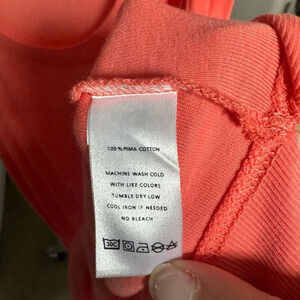 100% PIMA COTTON
MACHINE WASH COLD
WITH LIKE COLORS
TUMBLE DRY LOW
COOL IRON IF NEEDED
NO BLEACH